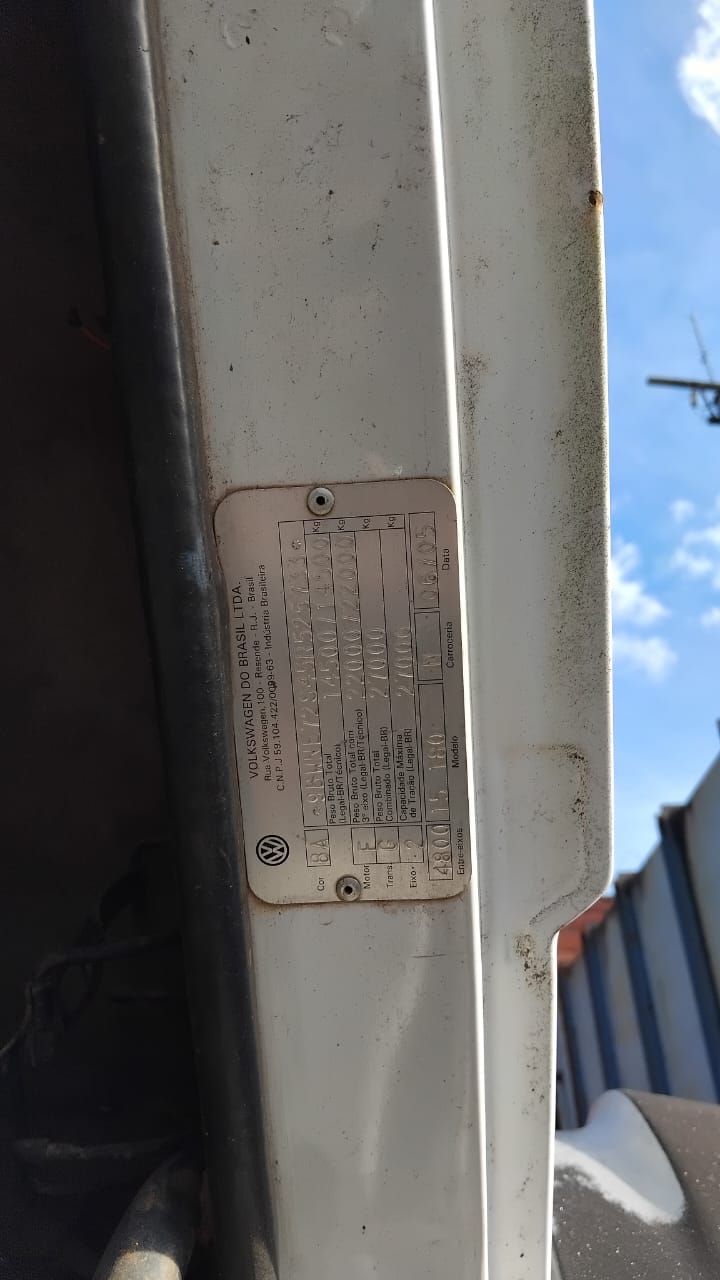 VOLKSWAGEN DO BRASIL LTDA.
Rua Volkswagen, 100 - Resende - R.J. - Brasil
C.N.P.J 59.104.422/0099-63 - Indústria Brasileira
Cor 8A
Peso Bruto Total (Legal-BR/Técnico) 14500/14500 Kg
Motor E Peso Bruto Total com 3º eixo (Legal-BR/Técnico) 22000/22000 Kg
Trans. G Peso Bruto Total Combinado (Legal-BR) 27000 Kg
Eixo 2 Capacidade Máxima de Tração (Legal-BR) 27000 Kg
4800 15 180 N 06/05
Entre-eixos Modelo Carroceria Data